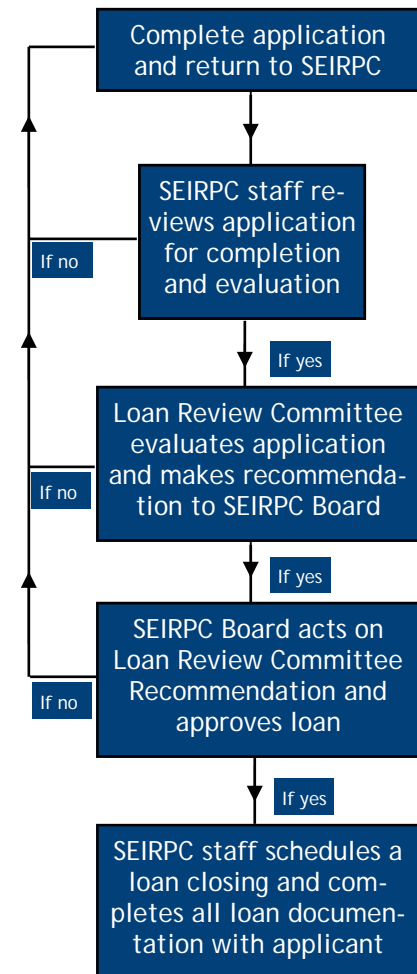 Complete application
and return to SEIRPC
SEIRPC staff re-
views application
for completion
and evaluation
If no
If yes
Loan Review Committee
evaluates application
and makes recommenda-
tion to SEIRPC Board
If no
If yes
SEIRPC Board acts on
Loan Review Committee
Recommendation and
approves loan
If no
If yes
SEIRPC staff schedules a
loan closing and com-
pletes all loan documen-
tation with applicant